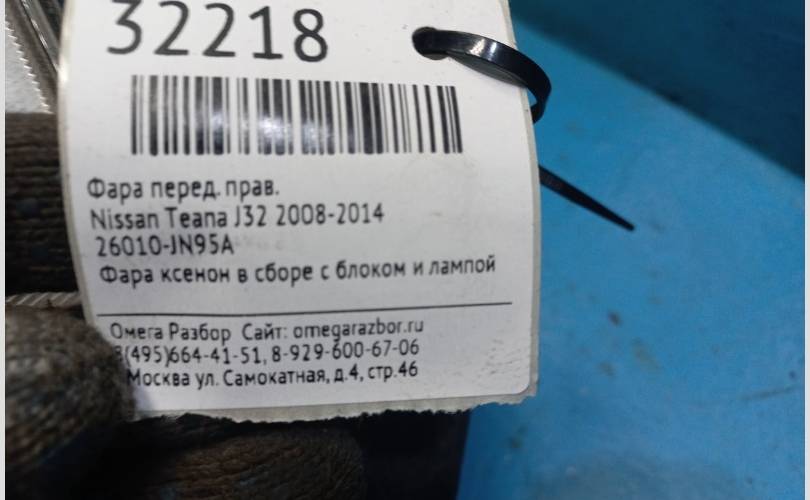 32218
Фара перед. прав.
Nissan Teana J32 2008-2014
26010-JN95A
Фара ксенон в сборе с блоком и лампой
Омега Разбор Сайт: omegarazbor.ru
8(495)664-41-51, 8-929-600-67-06
Москва ул. Самокатная, д.4, стр.46